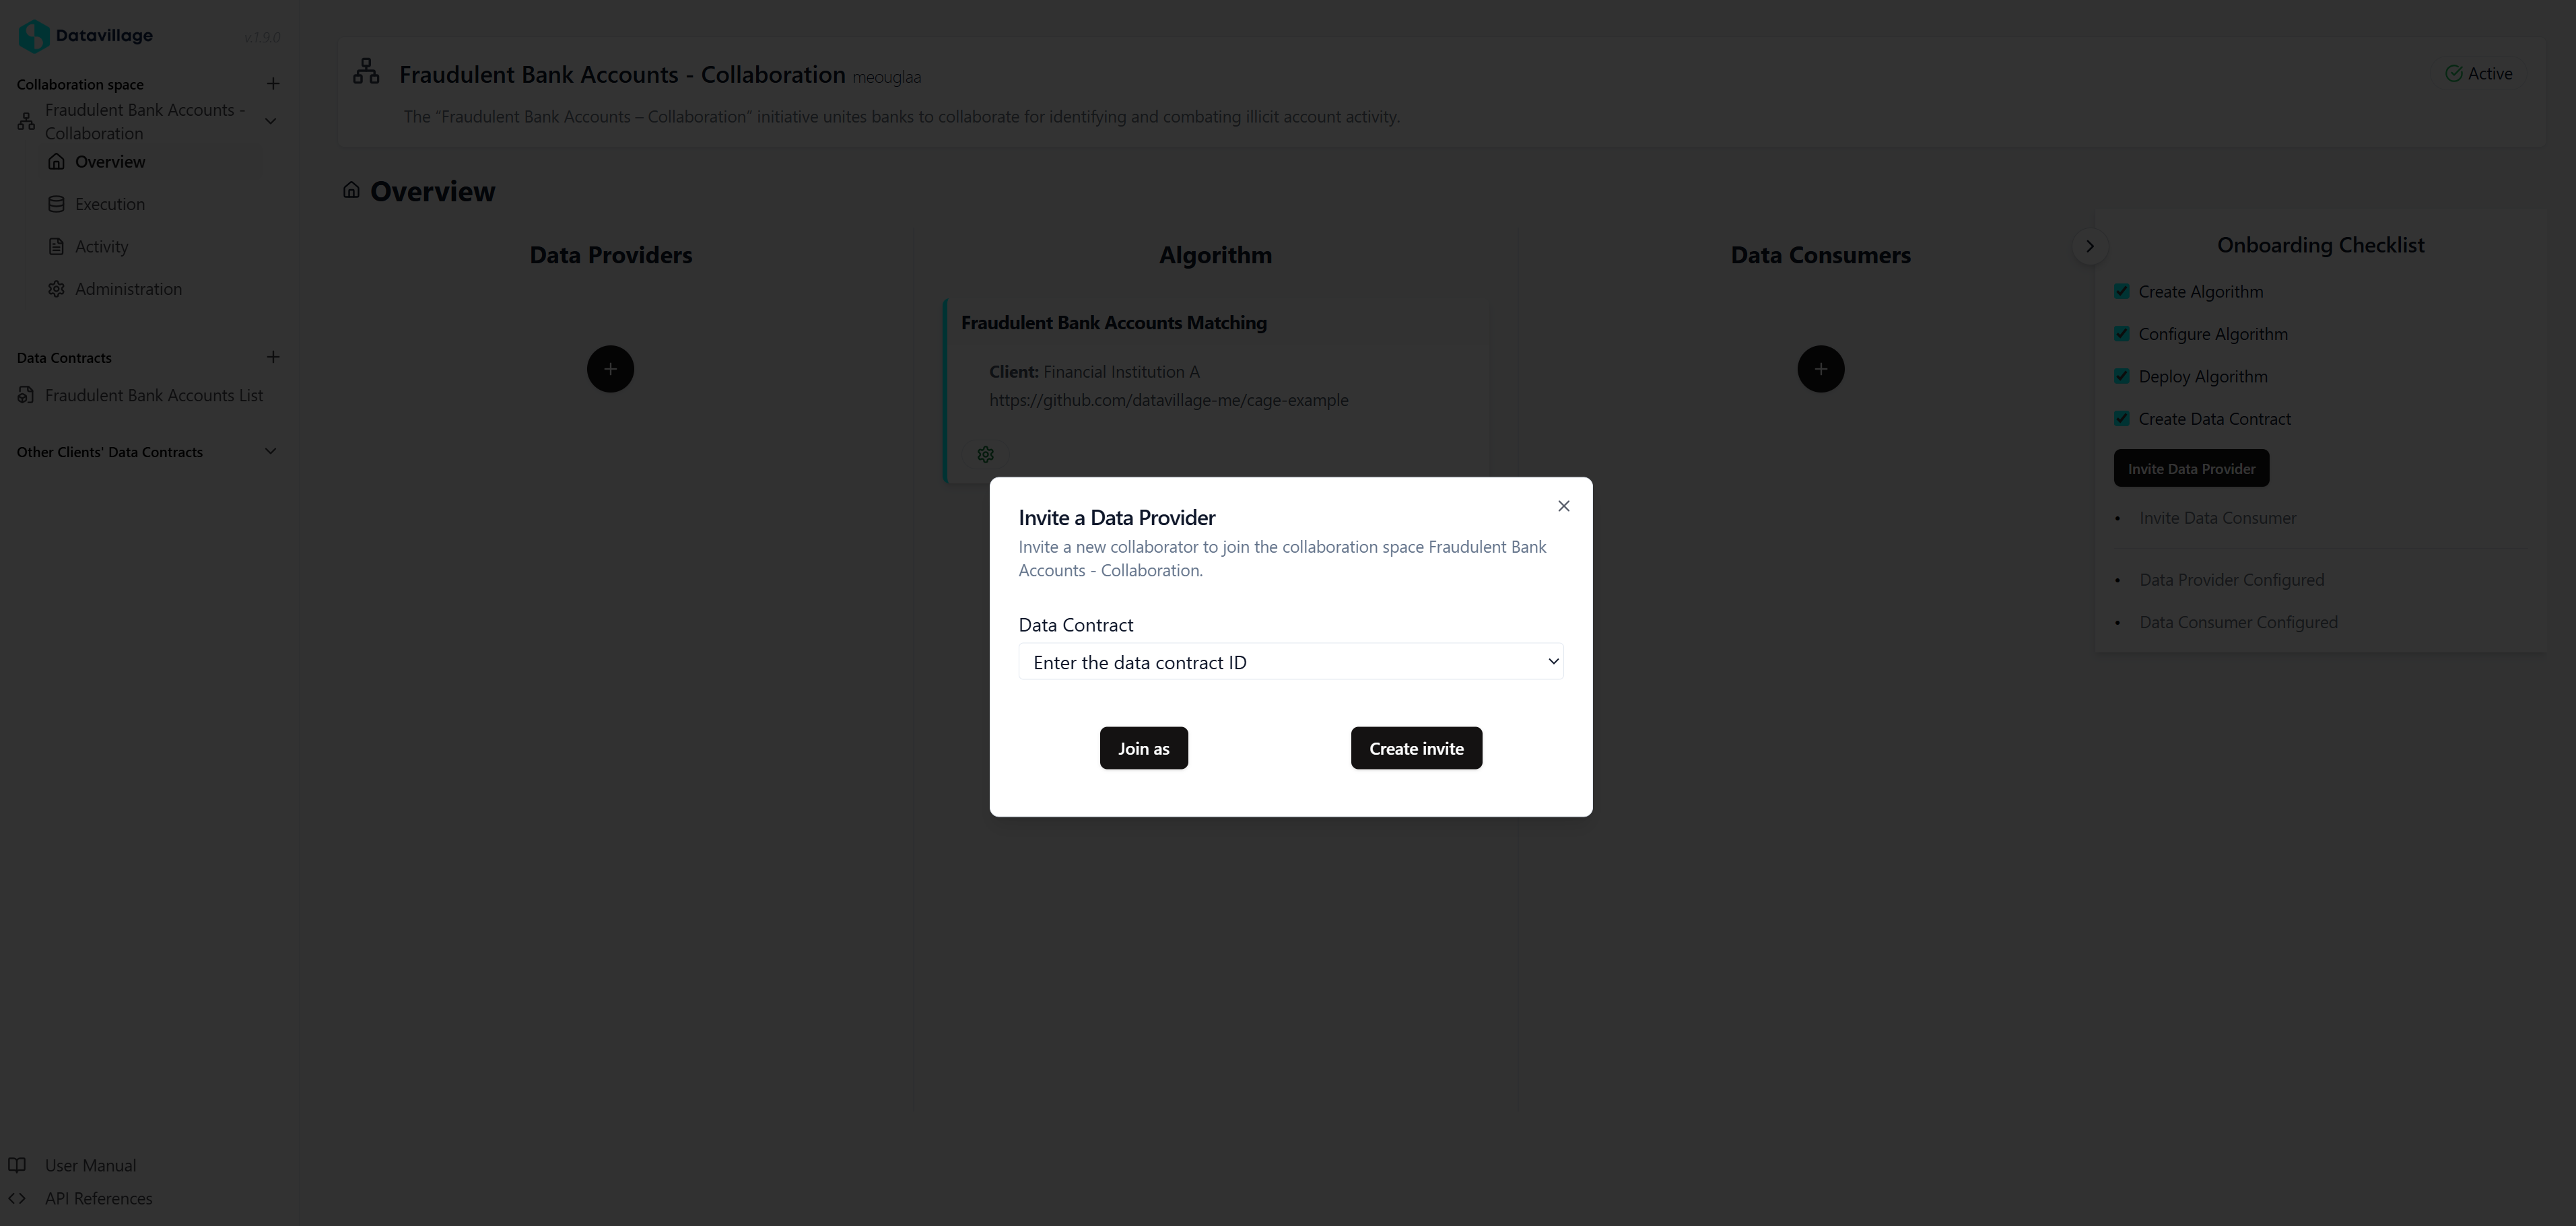 Datavillage
v.1.9.0
Collaboration space
Fraudulent Bank Accounts -
Collaboration
Overview
Execution
Activity
Administration
Data Contracts
Fraudulent Bank Accounts List
Other Clients' Data Contracts
User Manual
API References
Fraudulent Bank Accounts - Collaboration meouglaa
Active
The “Fraudulent Bank Accounts – Collaboration” initiative unites banks to collaborate for identifying and combating illicit account activity.
Overview
Data Providers
Algorithm
Fraudulent Bank Accounts Matching
Client: Financial Institution A
https://github.com/datavillage-me/cage-example
Data Consumers
Onboarding Checklist
Create Algorithm
Configure Algorithm
Deploy Algorithm
Create Data Contract
Invite Data Provider
• Invite Data Consumer
• Data Provider Configured
• Data Consumer Configured
Invite a Data Provider
Invite a new collaborator to join the collaboration space Fraudulent Bank
Accounts - Collaboration.
Data Contract
Enter the data contract ID
Join as
Create invite